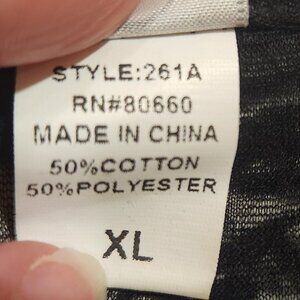 STYLE:261A
RN#80660
MADE IN CHINA
50%COTTON
50%POLYESTER
XL